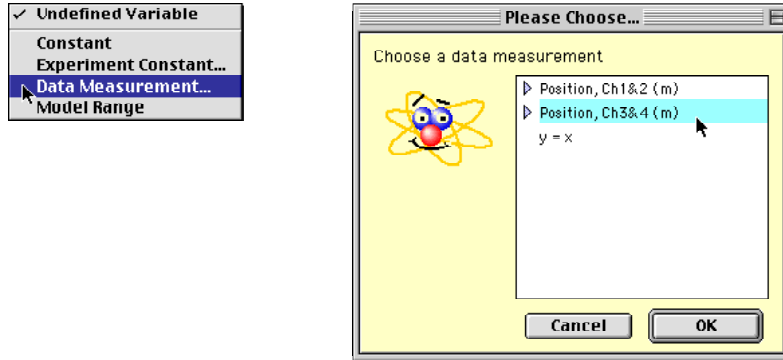 ✓ Undefined Variable
Constant
Experiment Constant...
Data Measurement...
Model Range
Please Choose...
Choose a data measurement
Position, Ch1&2 (m)
Position, Ch3&4 (m)
y = x
Cancel
OK